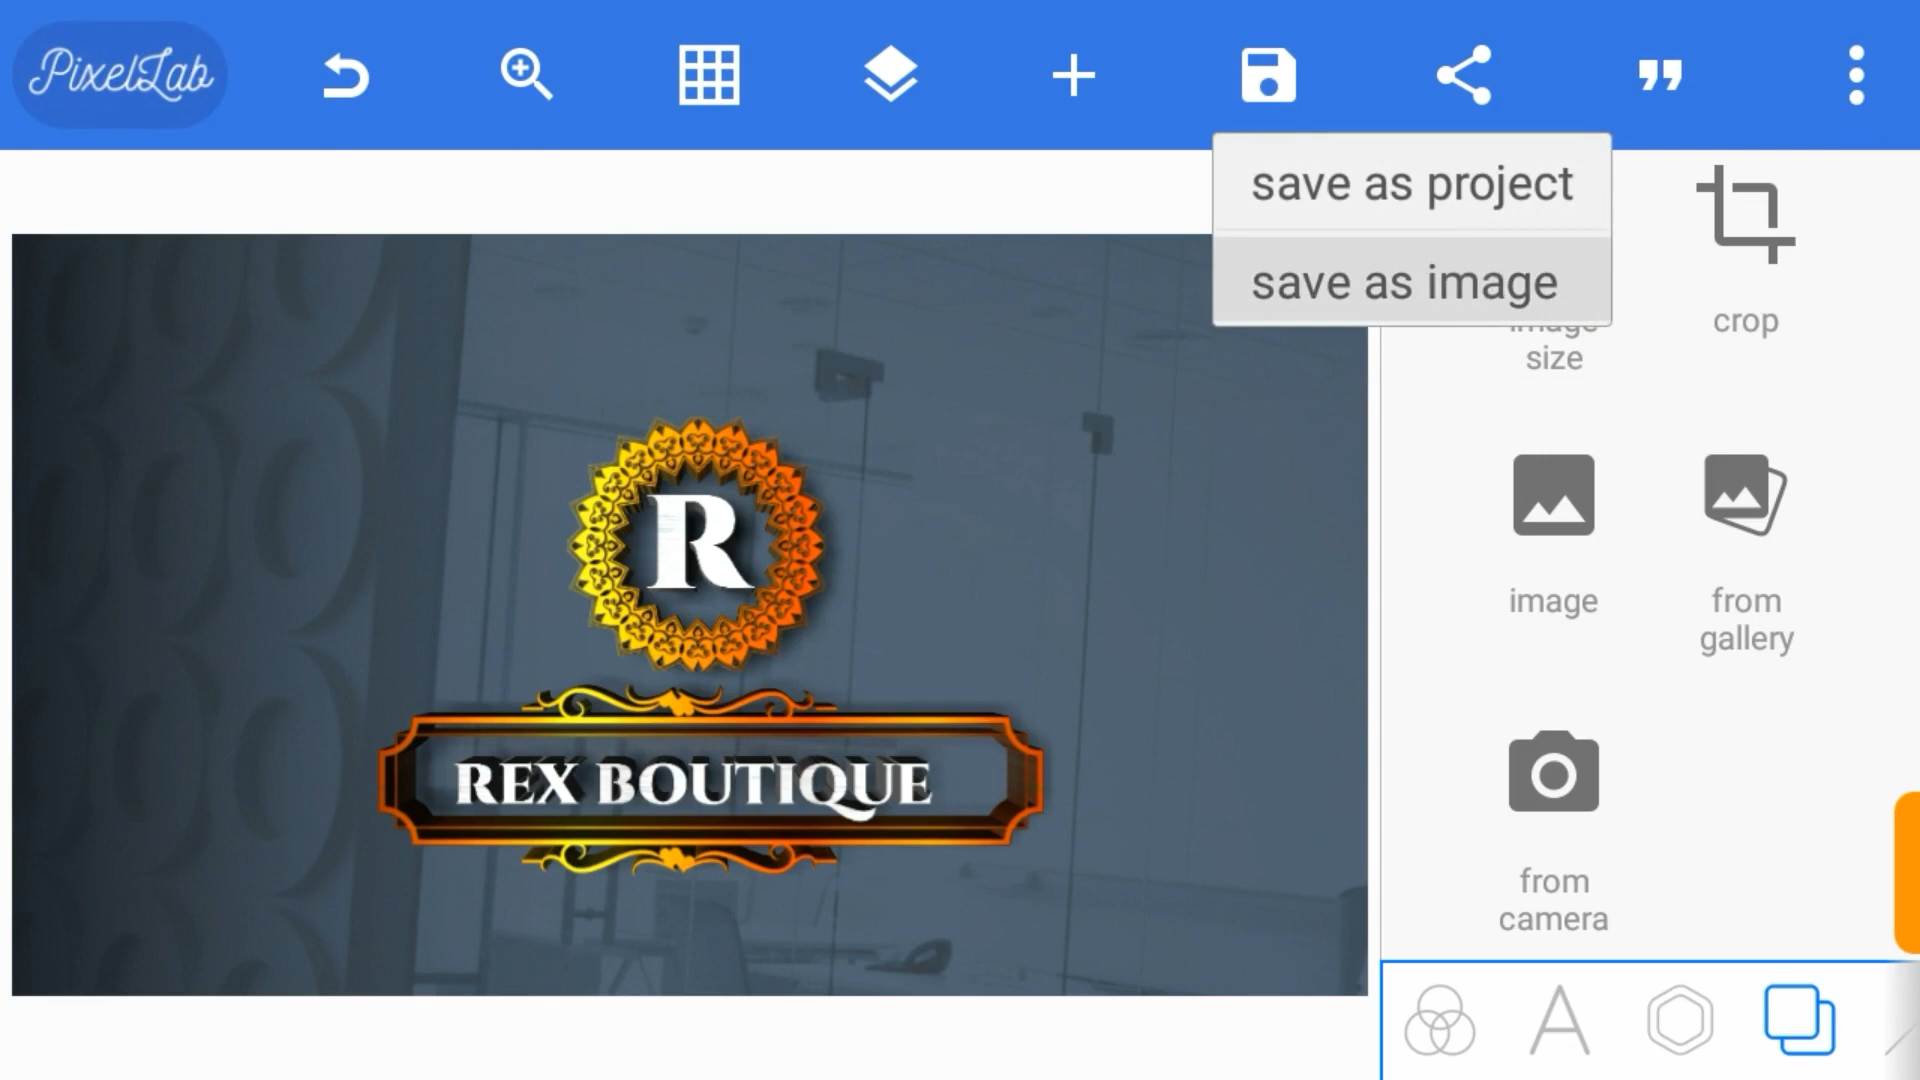 PixelLab
save as project
save as image
size
crop
image
from
gallery
from
camera
R
REX BOUTIQUE